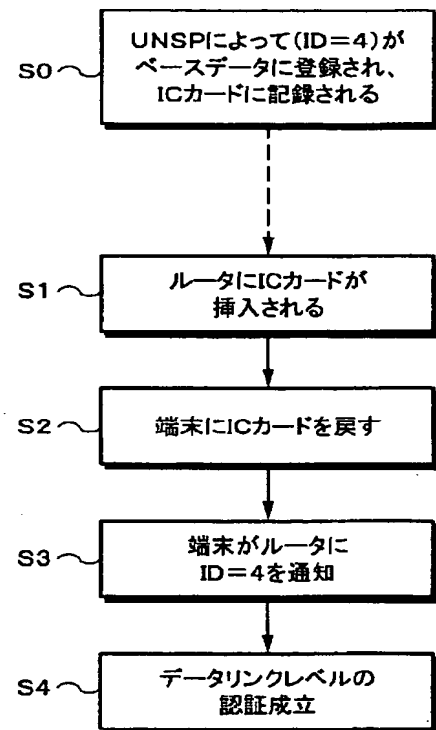 S0
UNSPによって(ID=4)が
ベースデータに登録され、
ICカードに記録される
S1
ルータにICカードが
挿入される
S2
端末にICカードを戻す
S3
端末がルータに
ID=4を通知
S4
データリンクレベルの
認証成立